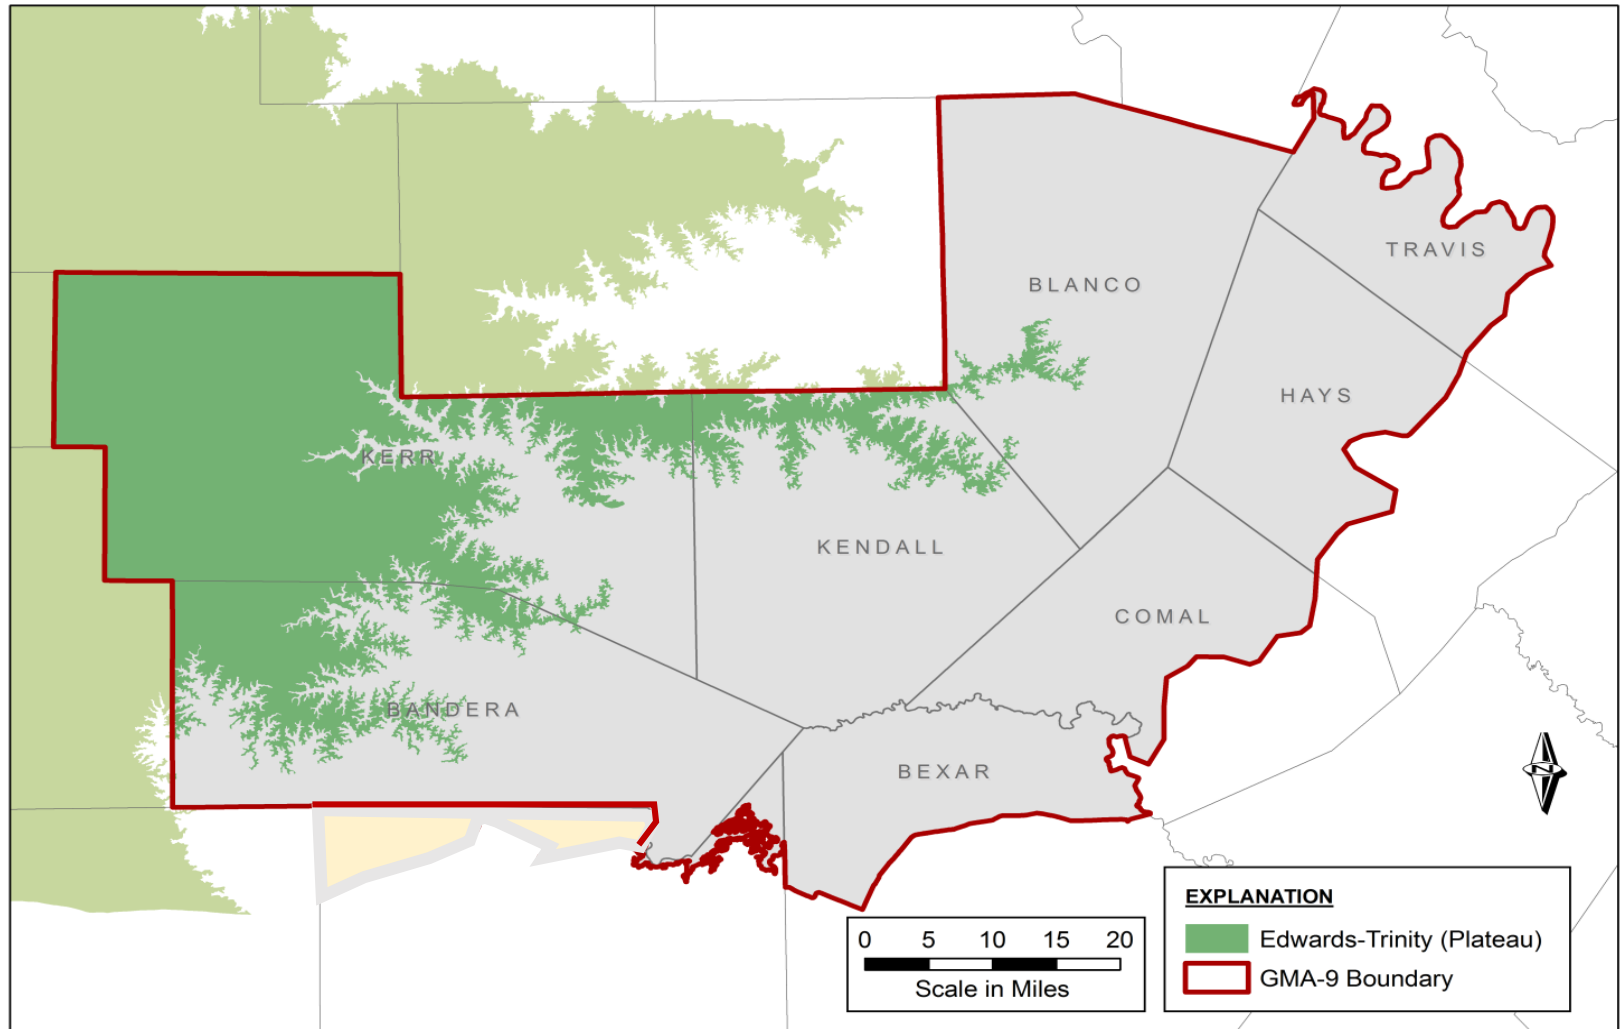 TRAVIS
BLANCO
HAYS
KERR
KENDALL
COMAL
BANDERA
BEXAR
N
EXPLANATION
Edwards-Trinity (Plateau)
GMA-9 Boundary
0 5 10 15 20
Scale in Miles